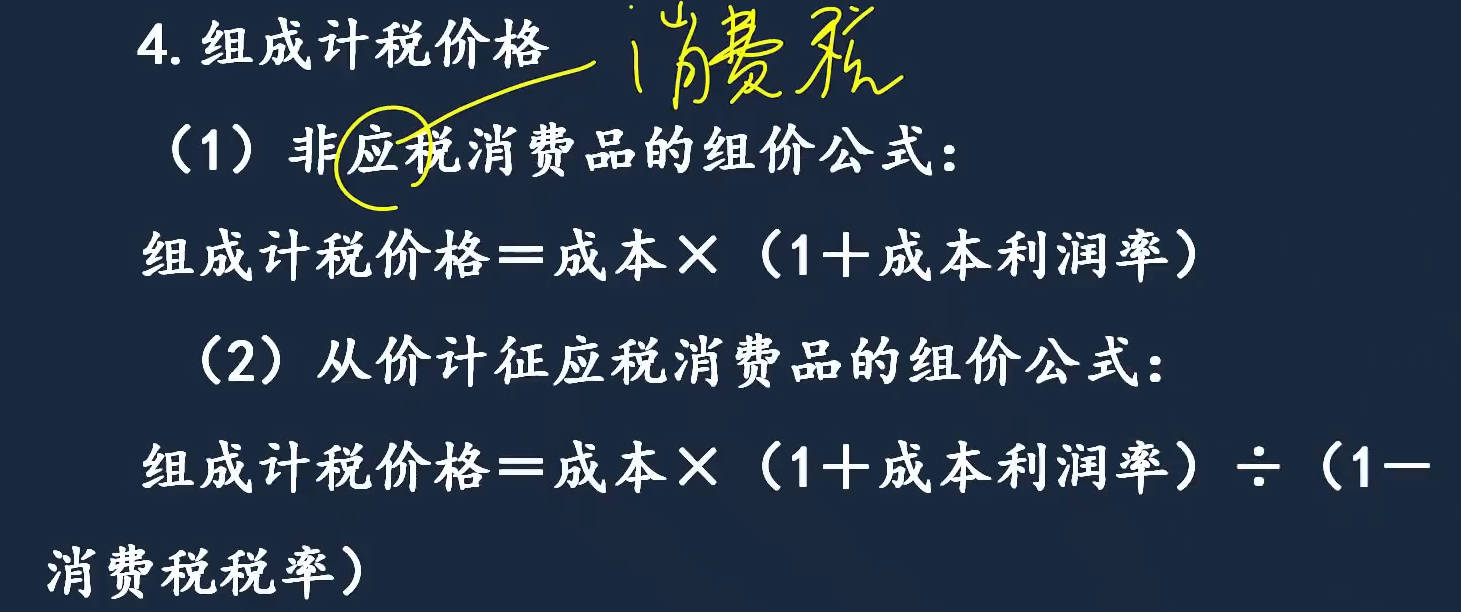 4. 组成计税价格 消费税
（1）非应税消费品的组价公式：
组成计税价格＝成本×（1＋成本利润率）
（2）从价计征应税消费品的组价公式：
组成计税价格＝成本×（1＋成本利润率）÷（1－
消费税税率）